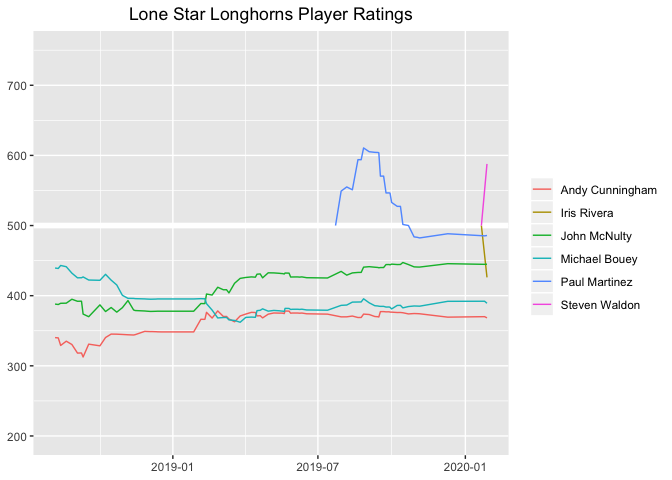 Lone Star Longhorns Player Ratings
700
600
500
400
300
200
2019-01
2019-07
2020-01
Andy Cunningham
Iris Rivera
John McNulty
Michael Bouey
Paul Martinez
Steven Waldon